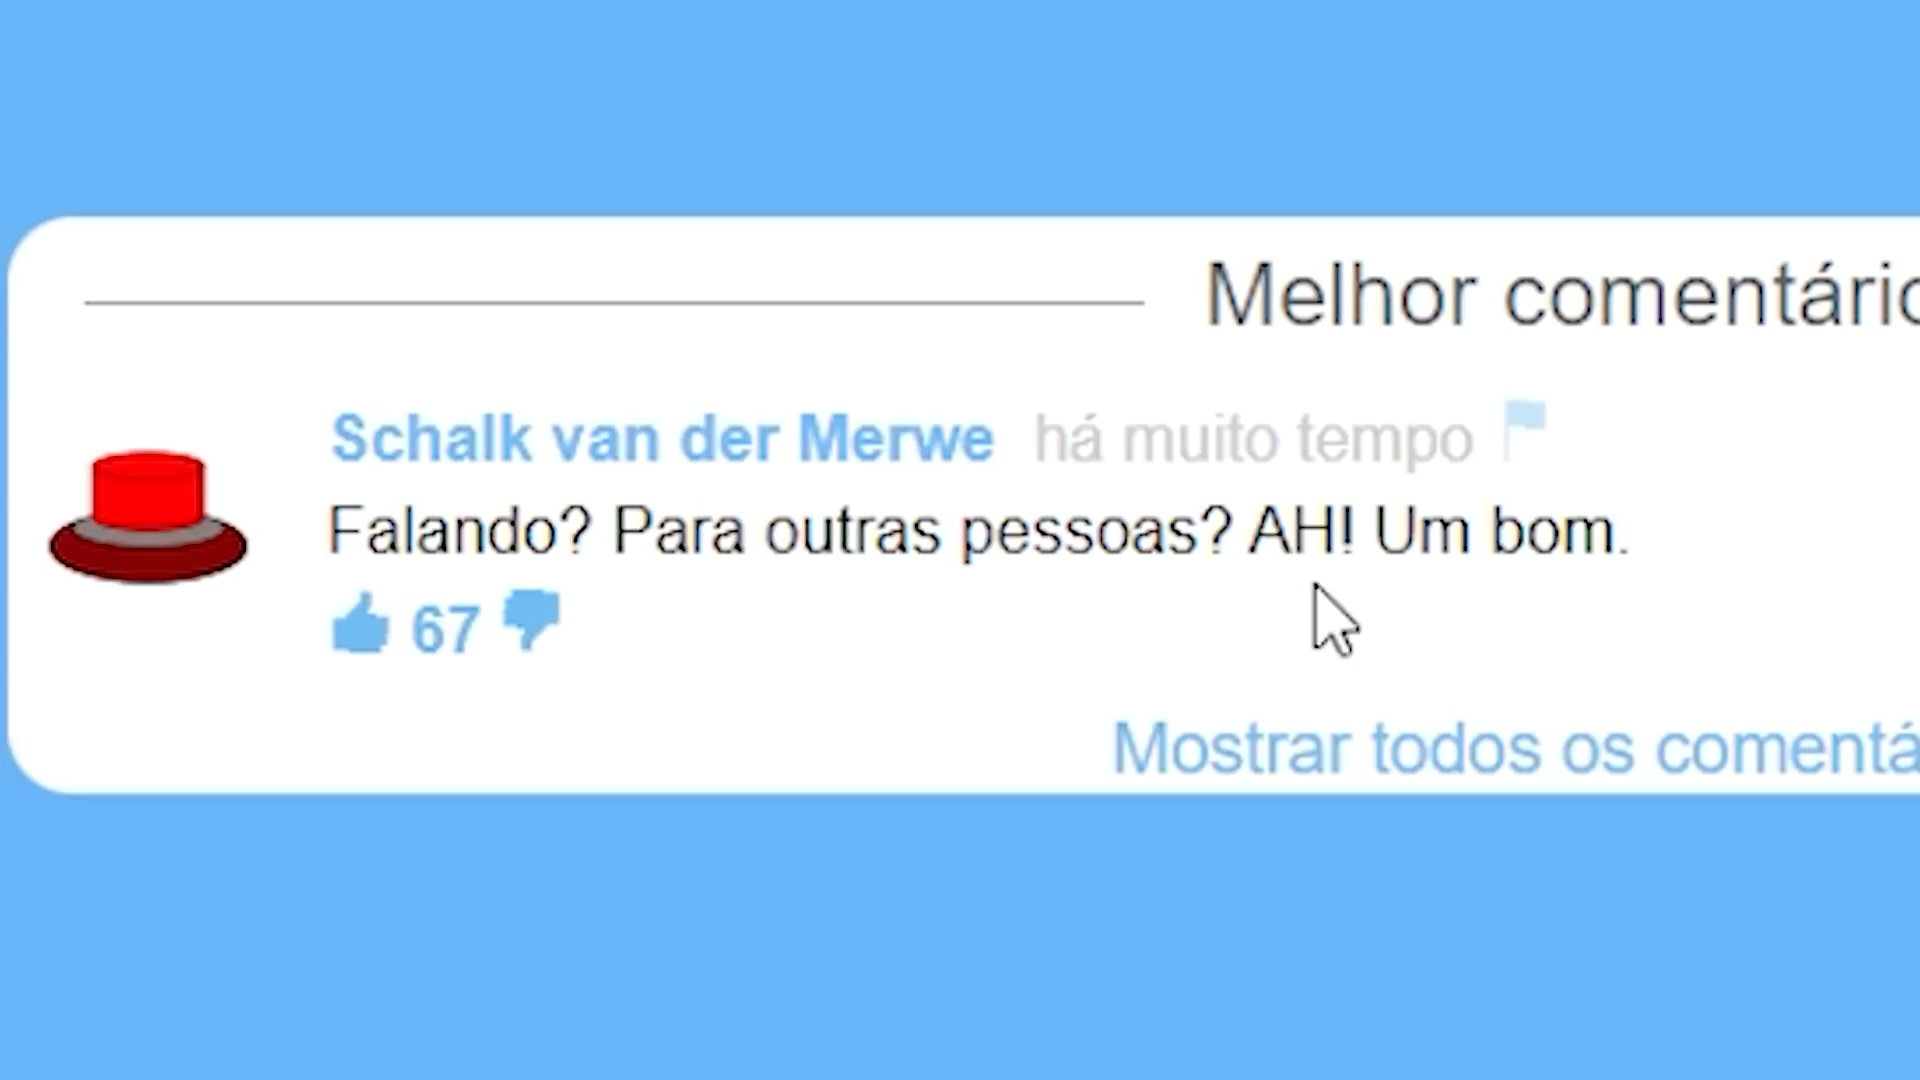 Melhor comentário
Schalk van der Merwe há muito tempo
Falando? Para outras pessoas? AH! Um bom.
67
Mostrar todos os comentá